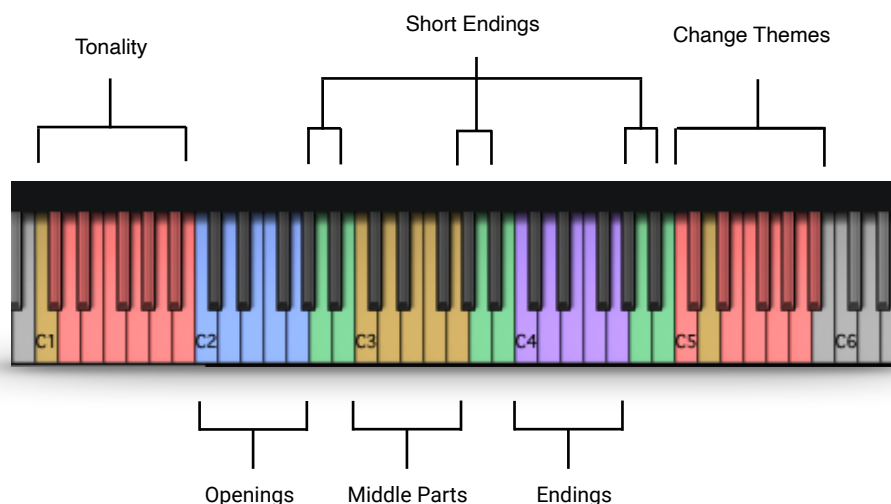 Short Endings
Tonality
Change Themes
C1
C2
C3
C4
C5
C6
Openings
Middle Parts
Endings